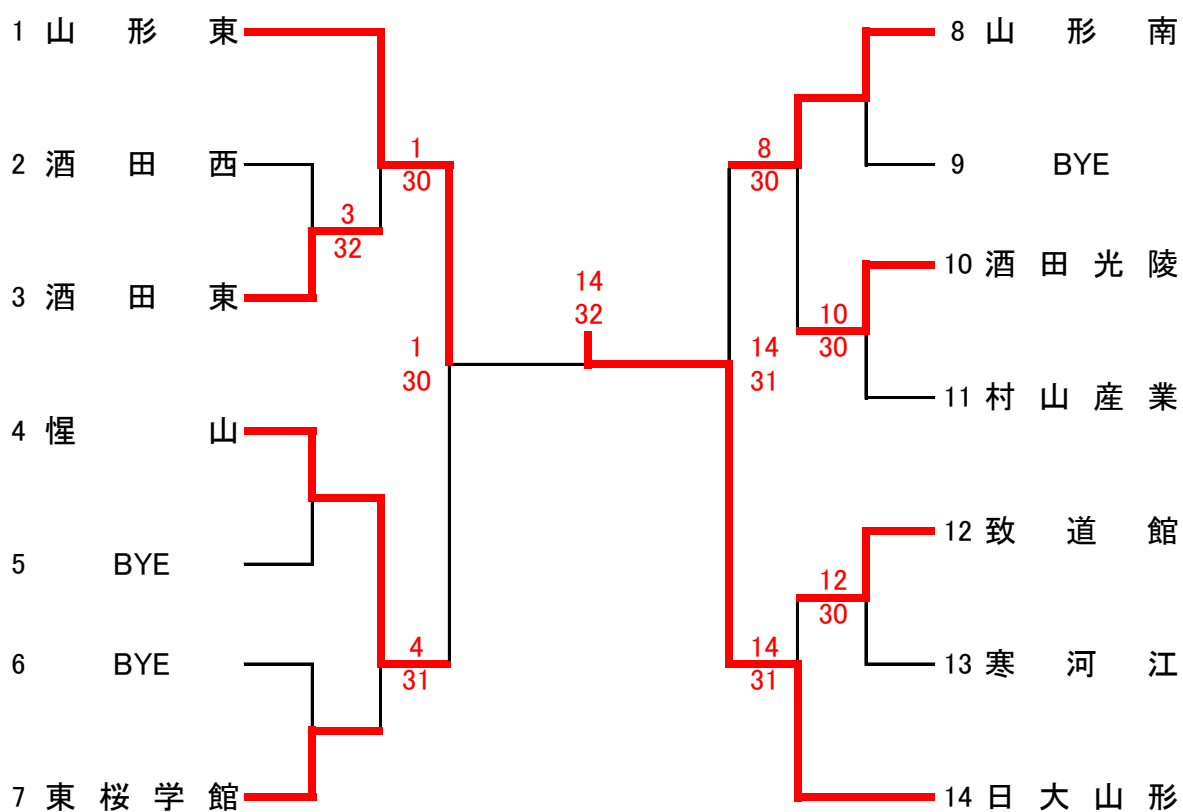 1 山形東
2 酒田西
3 酒田東
4 惺山
5 BYE
6 BYE
7 東桜学館
3
32
1
30
4
31
1
30
14
32
8
30
10
30
14
31
12
30
14
31
8 山形南
9 BYE
10 酒田光陵
11 村山産業
12 致道館
13 寒河江
14 日大山形